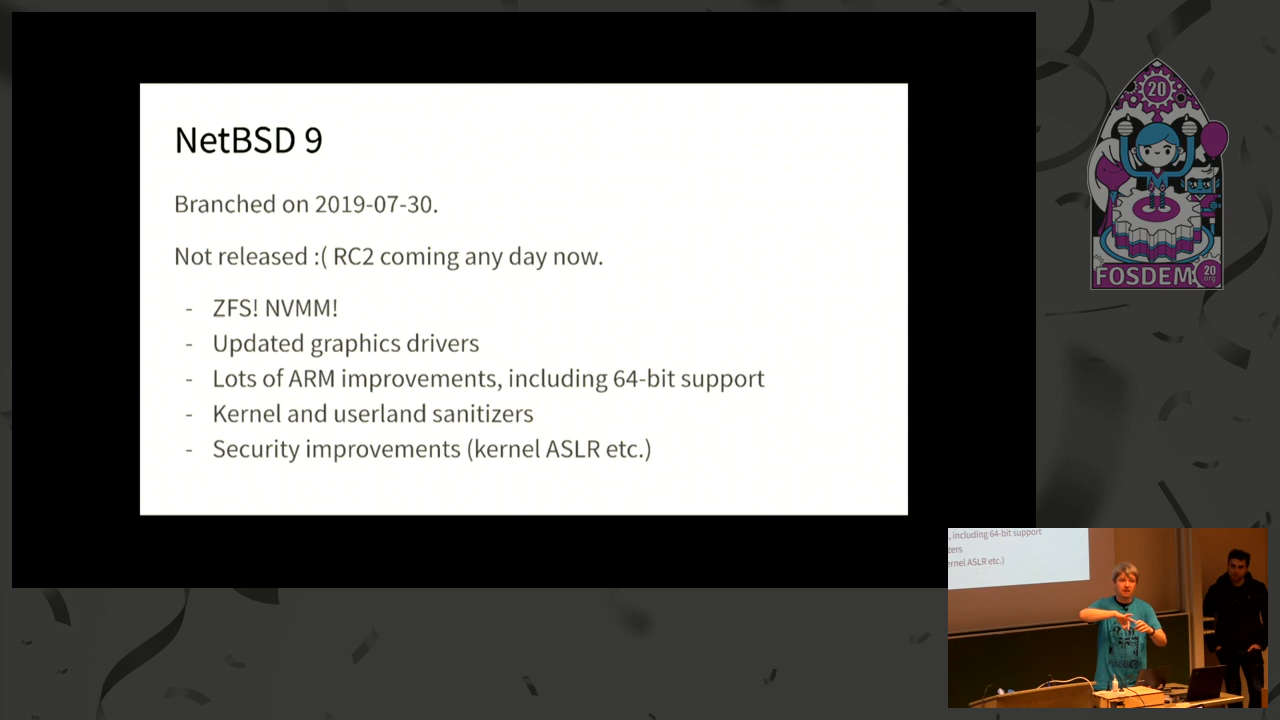 NetBSD 9
Branched on 2019-07-30.
Not released :( RC2 coming any day now.
- ZFS! NVMM!
- Updated graphics drivers
- Lots of ARM improvements, including 64-bit support
- Kernel and userland sanitizers
- Security improvements (kernel ASLR etc.)
20
FOSDEM
20
org
, including 64-bit support
zers
ernel ASLR etc.)